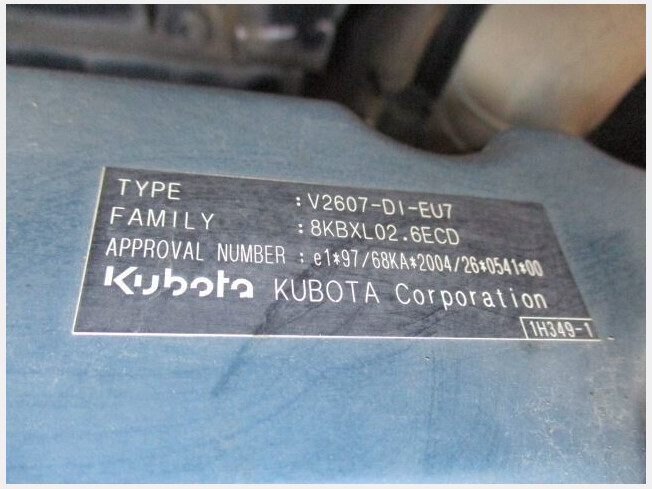 TYPE : V2607-DI-EU7
FAMILY : 8KBXL02.6ECD
APPROVAL NUMBER : e1*97/68KA*2004/26*0541*00
Kubota KUBOTA Corporation
1H349-1